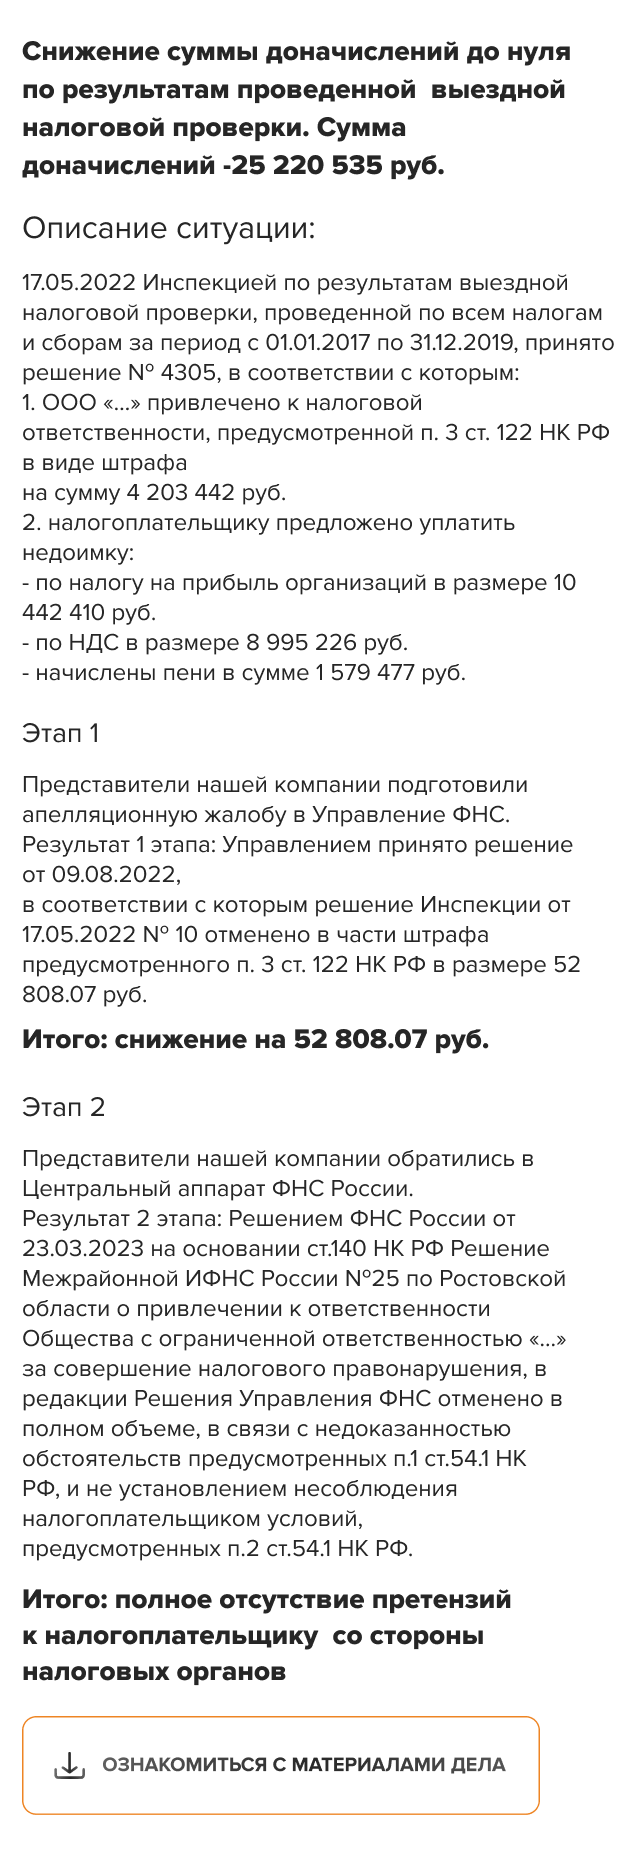 Снижение суммы доначислений до нуля
по результатам проведенной  выездной
налоговой проверки. Сумма
доначислений -25 220 535 руб.
Описание ситуации:
17.05.2022 Инспекцией по результатам выездной
налоговой проверки, проведенной по всем налогам
и сборам за период с 01.01.2017 по 31.12.2019, принято
решение № 4305, в соответствии с которым:
1. ООО «…» привлечено к налоговой
ответственности, предусмотренной п. 3 ст. 122 НК РФ
в виде штрафа
на сумму 4 203 442 руб.
2. налогоплательщику предложено уплатить
недоимку:
- по налогу на прибыль организаций в размере 10
442 410 руб.
- по НДС в размере 8 995 226 руб.
- начислены пени в сумме 1 579 477 руб.
Этап 1
Представители нашей компании подготовили
апелляционную жалобу в Управление ФНС.
Результат 1 этапа: Управлением принято решение
от 09.08.2022,
в соответствии с которым решение Инспекции от
17.05.2022 № 10 отменено в части штрафа
предусмотренного п. 3 ст. 122 НК РФ в размере 52
808.07 руб.
Итого: снижение на 52 808.07 руб.
Этап 2
Представители нашей компании обратились в
Центральный аппарат ФНС России.
Результат 2 этапа: Решением ФНС России от
23.03.2023 на основании ст.140 НК РФ Решение
Межрайонной ИФНС России №25 по Ростовской
области о привлечении к ответственности
Общества с ограниченной ответственностью «…»
за совершение налогового правонарушения, в
редакции Решения Управления ФНС отменено в
полном объеме, в связи с недоказанностью
обстоятельств предусмотренных п.1 ст.54.1 НК
РФ, и не установлением несоблюдения
налогоплательщиком условий,
предусмотренных п.2 ст.54.1 НК РФ.
Итого: полное отсутствие претензий
к налогоплательщику  со стороны
налоговых органов
ОЗНАКОМИТЬСЯ С МАТЕРИАЛАМИ ДЕЛА